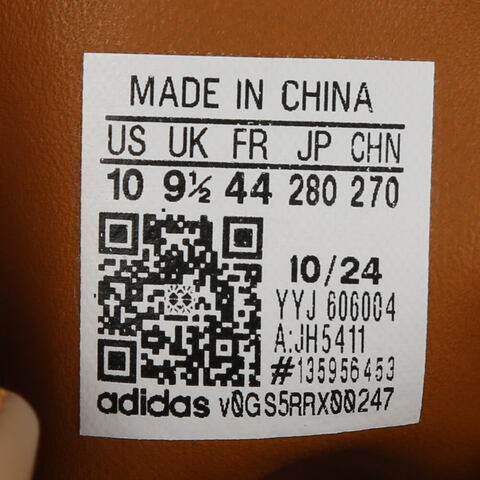 MADE IN CHINA
US UK FR JP CHN
10 9½ 44 280 270
10/24
YYJ 606004
A:JH5411
#135956453
adidas v0GS5RRX00247